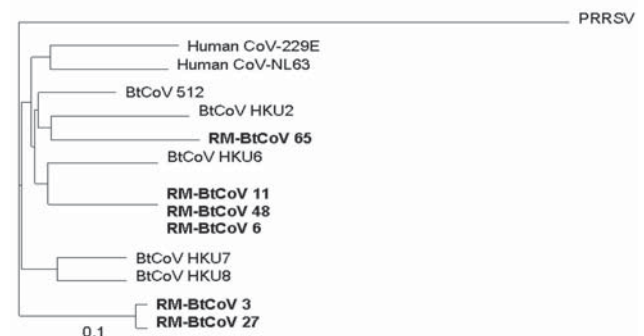 PRRSV
Human CoV-229E
Human CoV-NL63
BtCoV 512
BtCoV HKU2
RM-BtCoV 65
BtCoV HKU6
RM-BtCoV 11
RM-BtCoV 48
RM-BtCoV 6
BtCoV HKU7
BtCoV HKU8
RM-BtCoV 3
RM-BtCoV 27
0.1